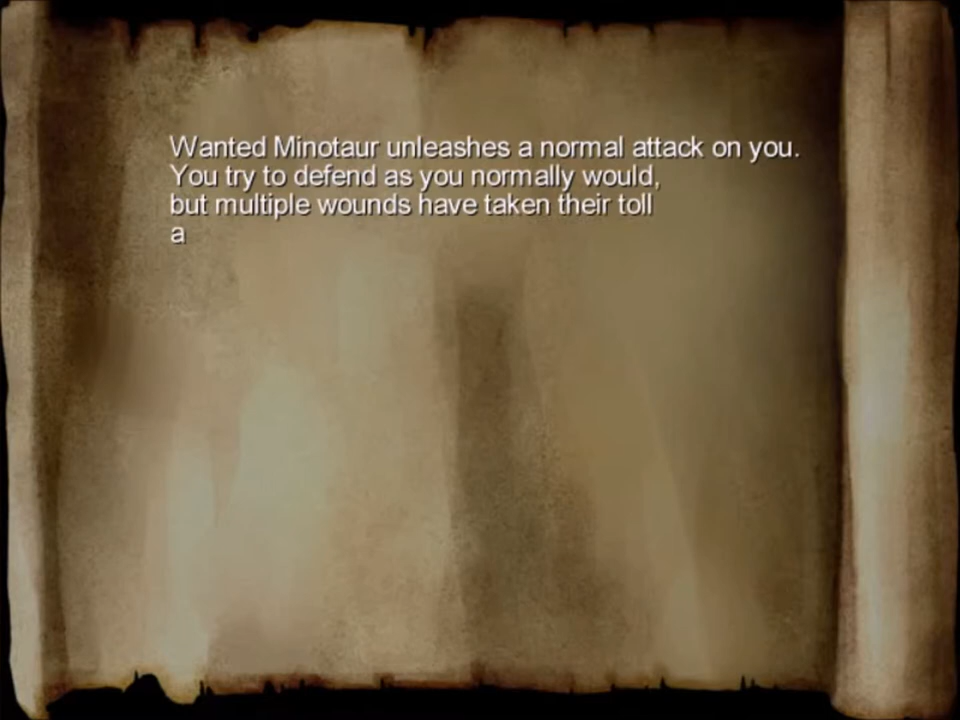 Wanted Minotaur unleashes a normal attack on you.
You try to defend as you normally would,
but multiple wounds have taken their toll
a